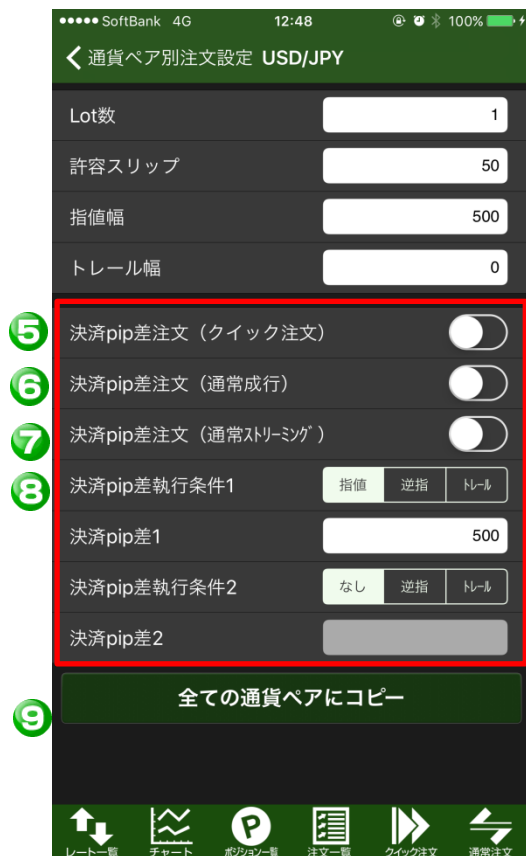 SoftBank 4G 12:48 100%
通貨ペア別注文設定 USD/JPY
Lot数 1
許容スリップ 50
指値幅 500
トレール幅 0
5 決済pip差注文（クイック注文）
6 決済pip差注文（通常成行）
7 決済pip差注文（通常ｽﾄﾘｰﾐﾝｸﾞ）
8 決済pip差執行条件1 指値 逆指 ﾄﾚｰﾙ
決済pip差1 500
決済pip差執行条件2 なし 逆指 ﾄﾚｰﾙ
決済pip差2
9 全ての通貨ペアにコピー
P
レート一覧 チャート ﾎﾟｼﾞｼｮﾝ一覧 注文一覧 クイック注文 通常注文